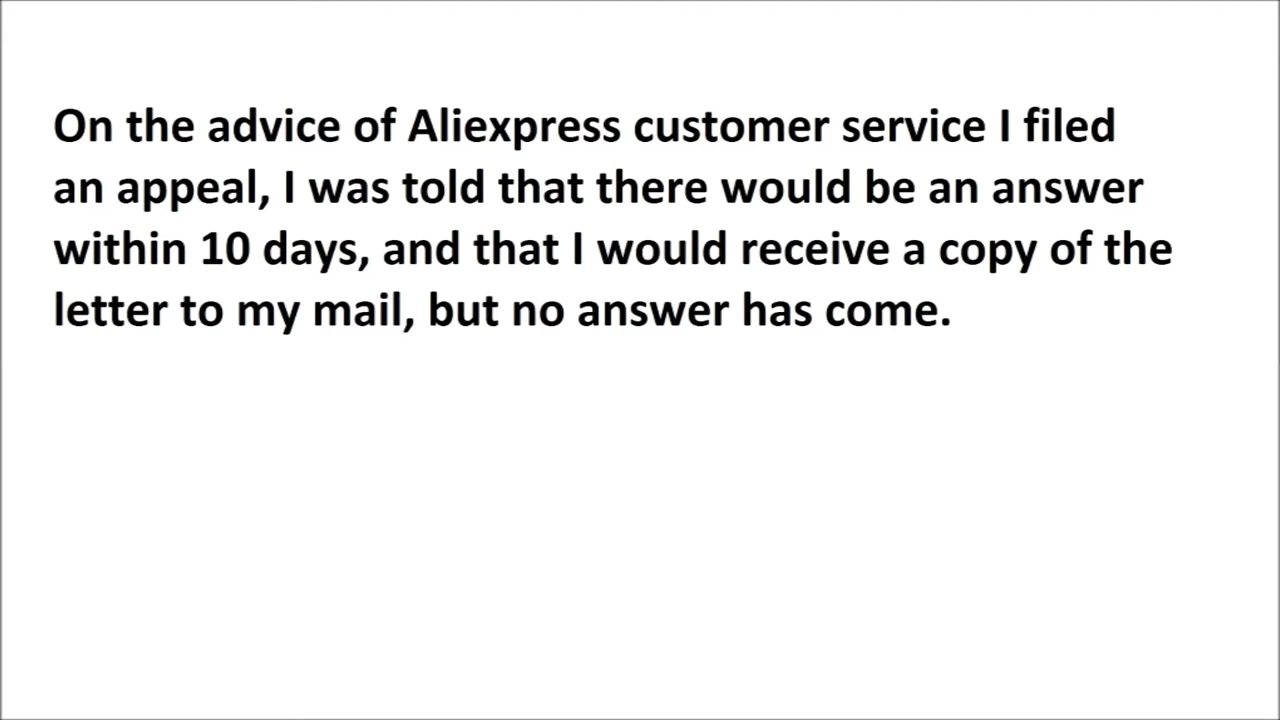 On the advice of Aliexpress customer service I filed
an appeal, I was told that there would be an answer
within 10 days, and that I would receive a copy of the
letter to my mail, but no answer has come.